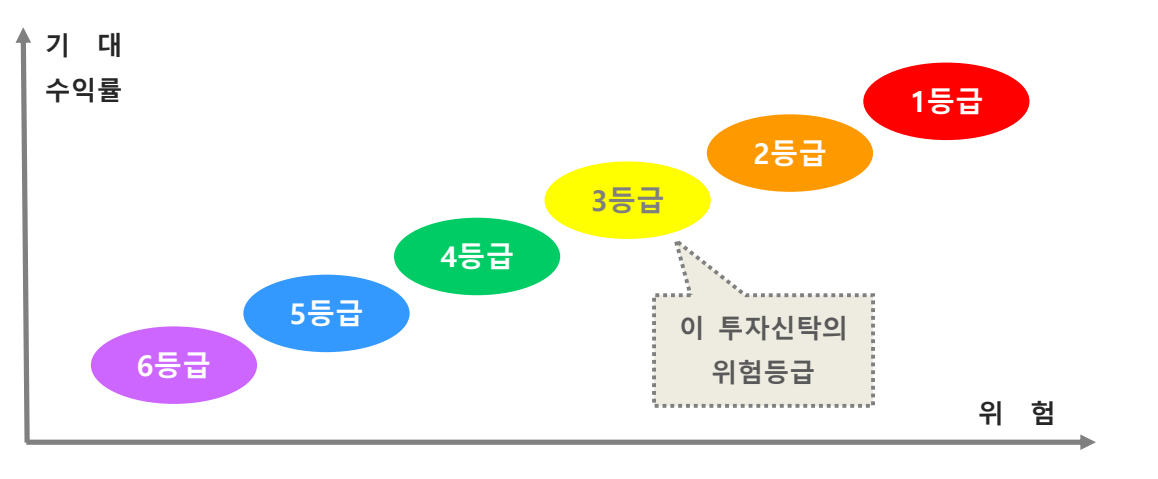 기 대
수익률
1등급
2등급
3등급
4등급
5등급
6등급
이 투자신탁의
위험등급
위 험